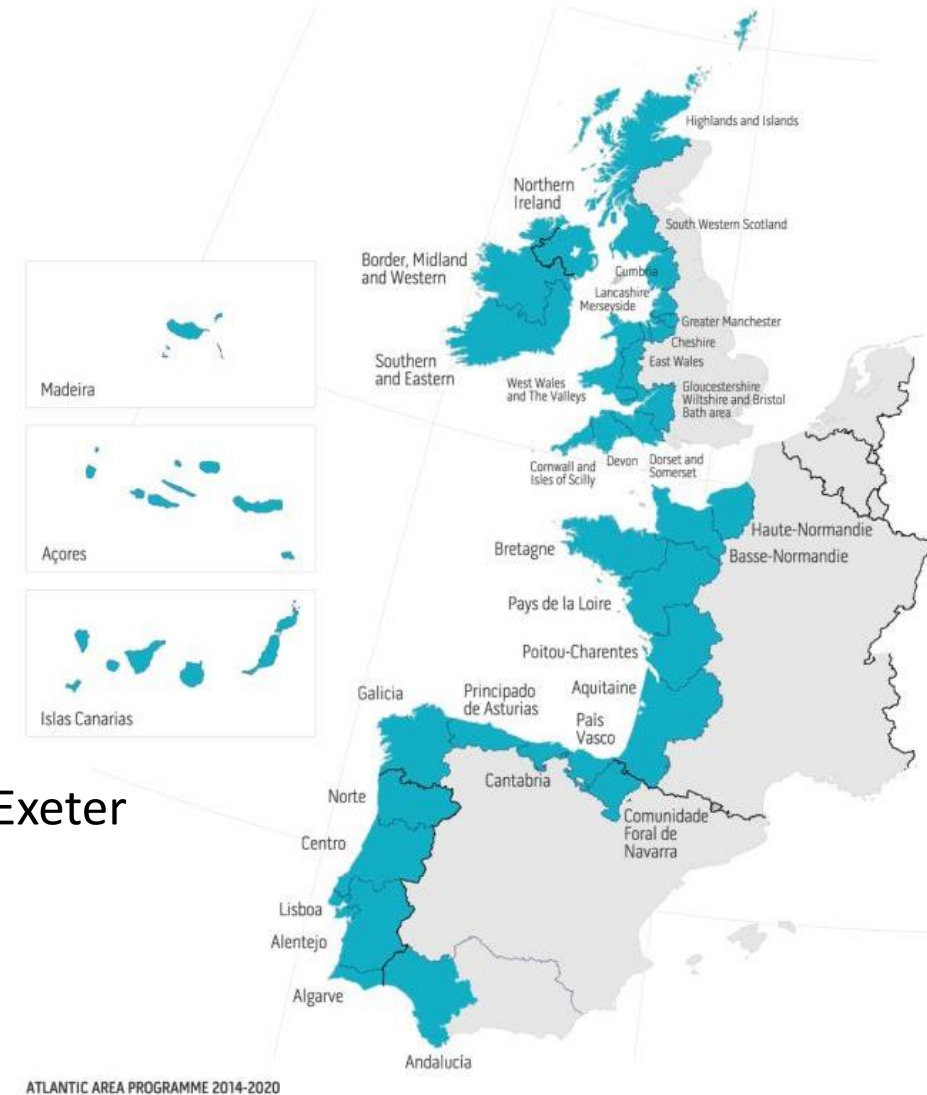 Highlands and Islands
Northern
Ireland
South Western Scotland
Border, Midland
and Western
Cumbria
Lancashire
Merseyside
Greater Manchester
Cheshire
East Wales
Southern
and Eastern
West Wales
and The Valleys
Gloucestershire
Wiltshire and Bristol
Bath area
Cornwall and
Isles of Scilly
Devon
Dorset and
Somerset
Madeira
Açores
Islas Canarias
Haute-Normandie
Basse-Normandie
Bretagne
Pays de la Loire
Poitou-Charentes
Aquitaine
Galicia
Principado
de Asturias
País
Vasco
Cantabria
Comunidade
Foral de
Navarra
Exeter
Norte
Centro
Lisboa
Alentejo
Algarve
Andalucía
ATLANTIC AREA PROGRAMME 2014-2020